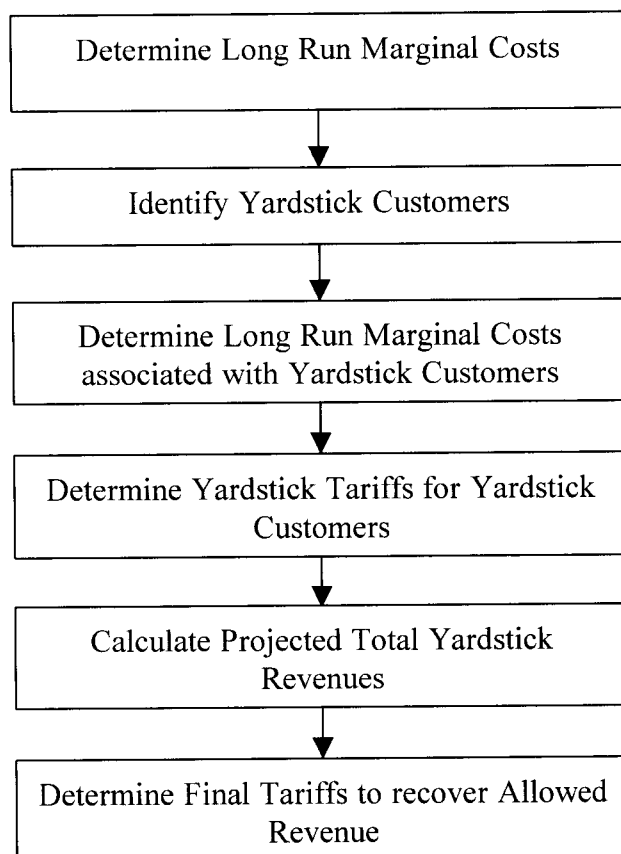 Determine Long Run Marginal Costs
Identify Yardstick Customers
Determine Long Run Marginal Costs
associated with Yardstick Customers
Determine Yardstick Tariffs for Yardstick
Customers
Calculate Projected Total Yardstick
Revenues
Determine Final Tariffs to recover Allowed
Revenue